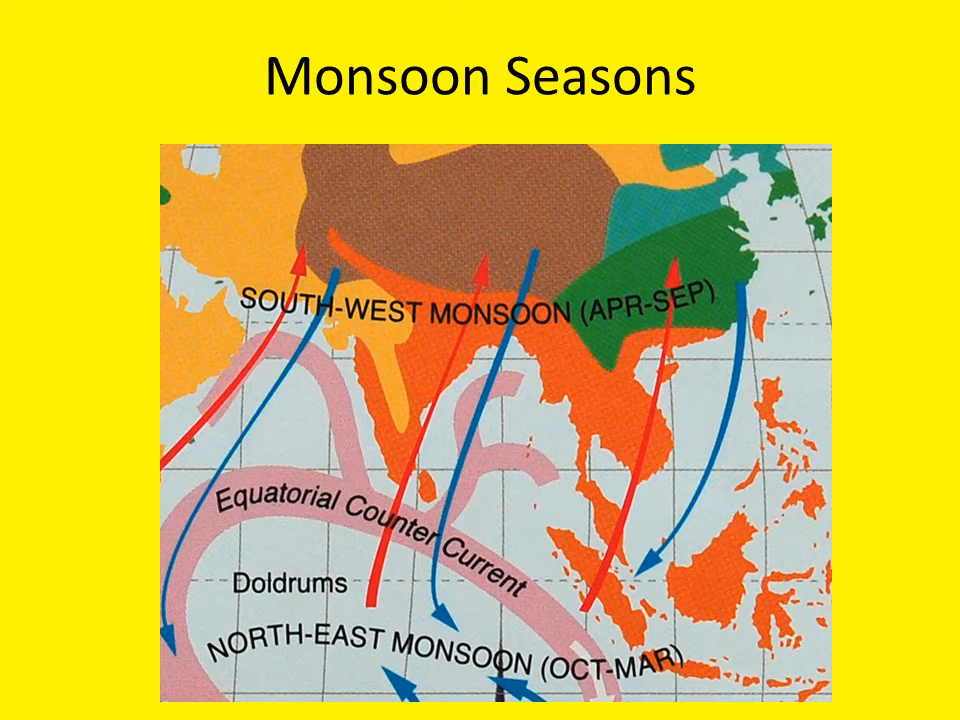 Monsoon Seasons
SOUTH-WEST MONSOON (APR-SEP)
Equatorial Counter Current
Doldrums
NORTH-EAST MONSOON (OCT-MAR)